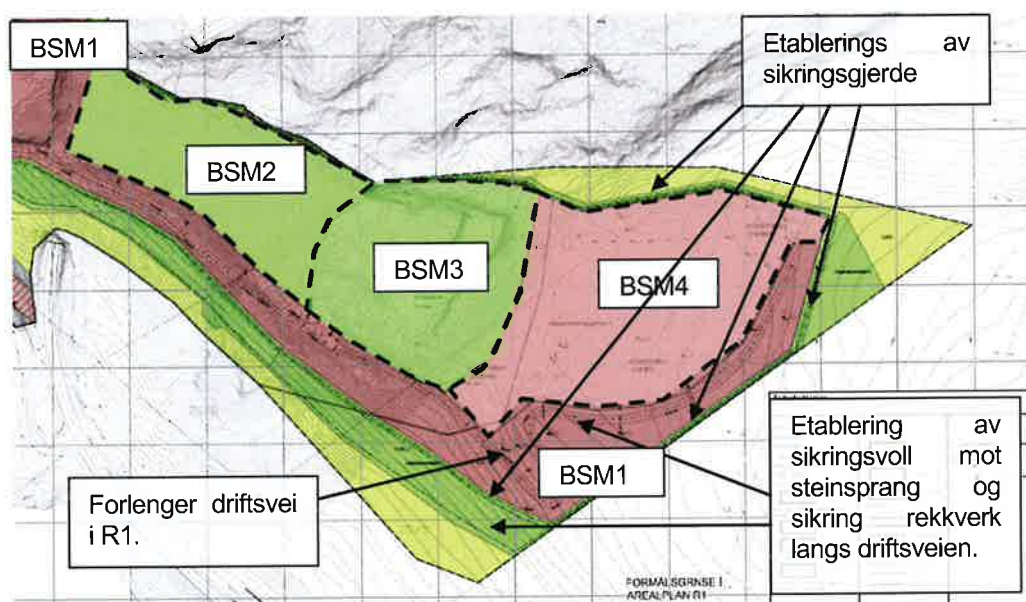 BSM1
Etablerings av
sikringsgjerde
BSM2
BSM3
BSM4
BSM1
Forlenger driftsvei
i R1.
Etablering av
sikringsvoll mot
steinsprang og
sikring rekkverk
langs driftsveien.
FORMÅLSGRNSE I
AREALPLAN R1